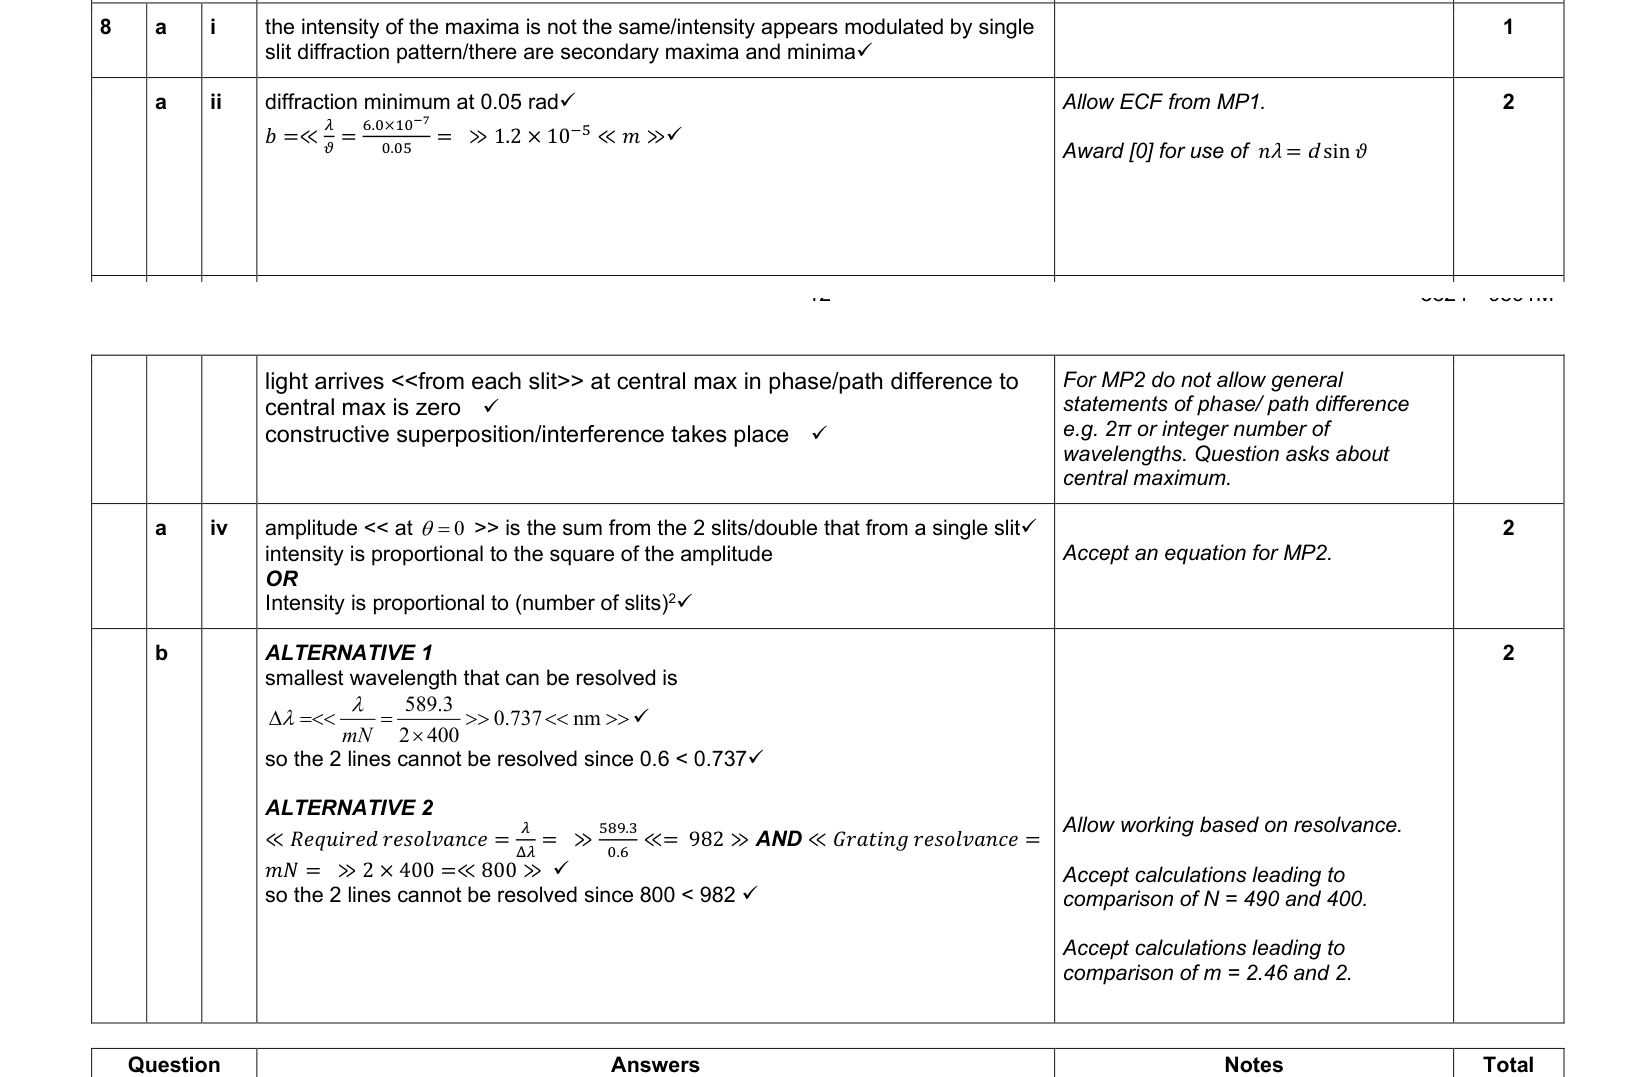 8 a i the intensity of the maxima is not the same/intensity appears modulated by single 1
slit diffraction pattern/there are secondary maxima and minima✓
a ii diffraction minimum at 0.05 rad✓ Allow ECF from MP1. 2
b =≪ λ/ϑ = 6.0×10⁻⁷/0.05 = ≫ 1.2 × 10⁻⁵ ≪ m ≫✓
Award [0] for use of nλ = d sin ϑ
light arrives <<from each slit>> at central max in phase/path difference to
central max is zero ✓
constructive superposition/interference takes place ✓
For MP2 do not allow general
statements of phase/ path difference
e.g. 2π or integer number of
wavelengths. Question asks about
central maximum.
a iv amplitude << at θ = 0 >> is the sum from the 2 slits/double that from a single slit✓ 2
intensity is proportional to the square of the amplitude
OR
Intensity is proportional to (number of slits)²✓
Accept an equation for MP2.
b ALTERNATIVE 1 2
smallest wavelength that can be resolved is
Δλ =<< λ/mN = 589.3/2×400 >> 0.737 << nm >> ✓
so the 2 lines cannot be resolved since 0.6 < 0.737✓
ALTERNATIVE 2
≪ Required resolvance = λ/Δλ = ≫ 589.3/0.6 ≪= 982 ≫ AND ≪ Grating resolvance =
mN = ≫ 2 × 400 =≪ 800 ≫ ✓
so the 2 lines cannot be resolved since 800 < 982 ✓
Allow working based on resolvance.
Accept calculations leading to
comparison of N = 490 and 400.
Accept calculations leading to
comparison of m = 2.46 and 2.
Question Answers Notes Total